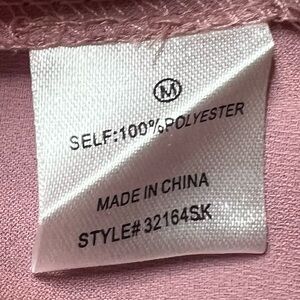 M
SELF:100%POLYESTER
MADE IN CHINA
STYLE# 32164SK